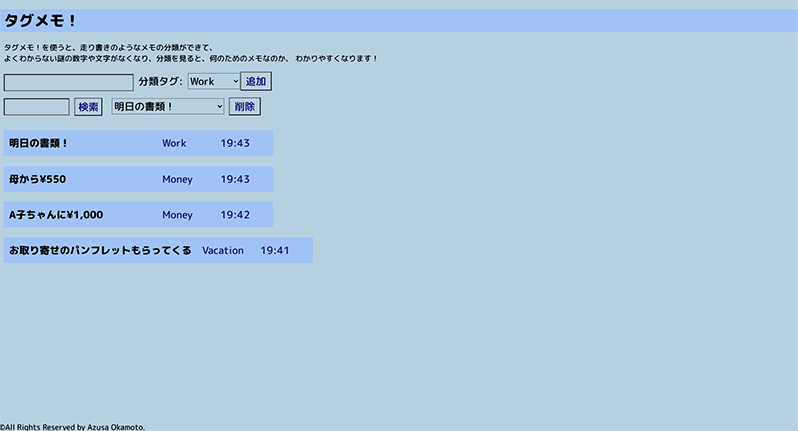 タグメモ！
タグメモ！を使うと、走り書きのようなメモの分類ができて、
よくわからない謎の数字や文字がなくなり、分類を見ると、何のためのメモなのか、 わかりやすくなります！
分類タグ: Work 追加
検索 明日の書類！ 削除
明日の書類！ Work 19:43
母から¥550 Money 19:43
A子ちゃんに¥1,000 Money 19:42
お取り寄せのパンフレットもらってくる Vacation 19:41
©All Rights Reserved by Azusa Okamoto.